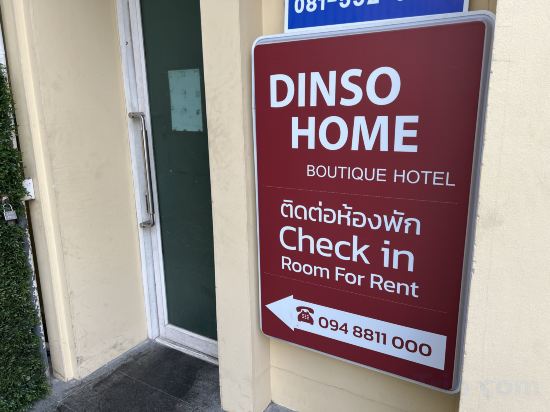 DINSO
HOME
BOUTIQUE HOTEL
ติดต่อห้องพัก
Check in
Room For Rent
☎ 094 8811 000